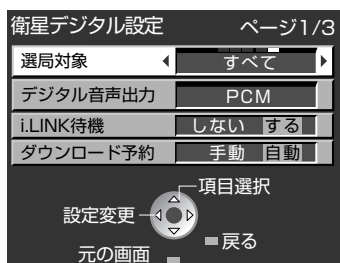 衛星デジタル設定 ページ1/3
選局対象 すべて
デジタル音声出力 PCM
i.LINK待機 しない する
ダウンロード予約 手動 自動
項目選択
設定変更
戻る
元の画面